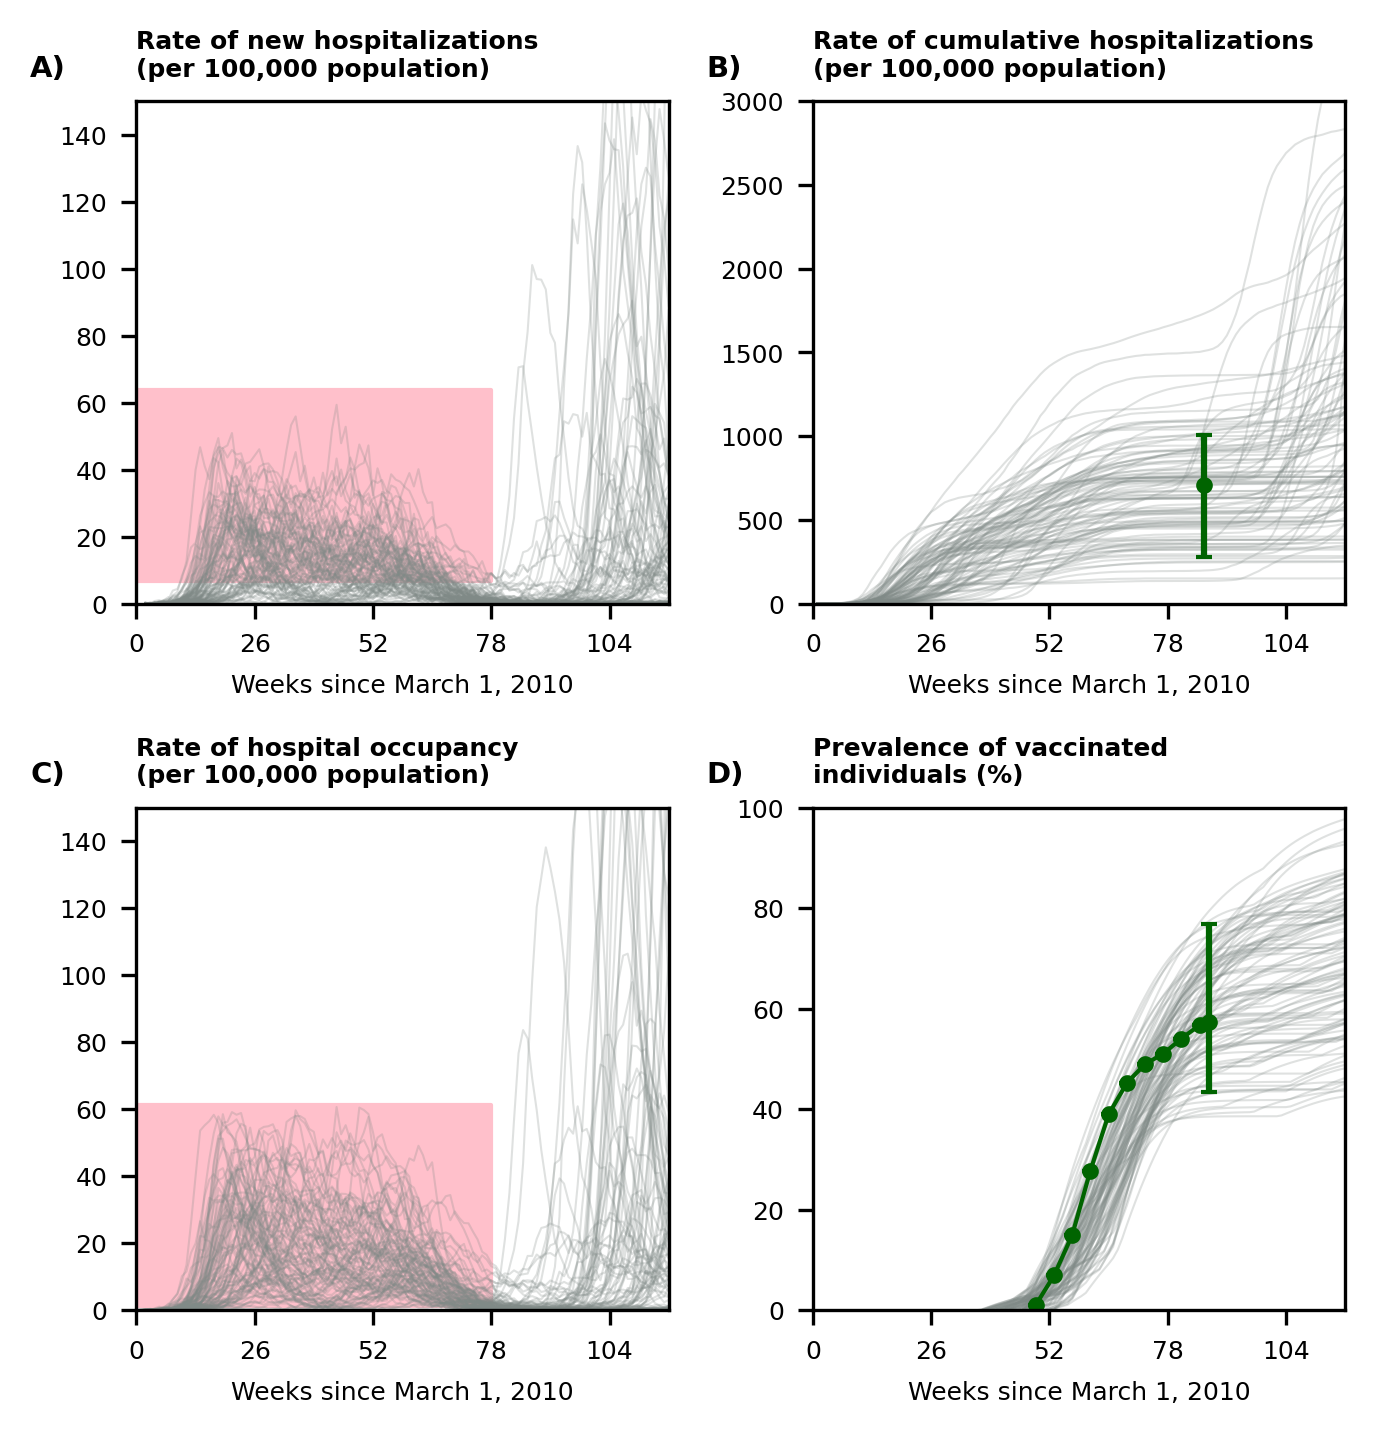 A)
Rate of new hospitalizations
(per 100,000 population)
140
120
100
80
60
40
20
0
0 26 52 78 104
Weeks since March 1, 2010
B)
Rate of cumulative hospitalizations
(per 100,000 population)
3000
2500
2000
1500
1000
500
0
0 26 52 78 104
Weeks since March 1, 2010
C)
Rate of hospital occupancy
(per 100,000 population)
140
120
100
80
60
40
20
0
0 26 52 78 104
Weeks since March 1, 2010
D)
Prevalence of vaccinated
individuals (%)
100
80
60
40
20
0
0 26 52 78 104
Weeks since March 1, 2010